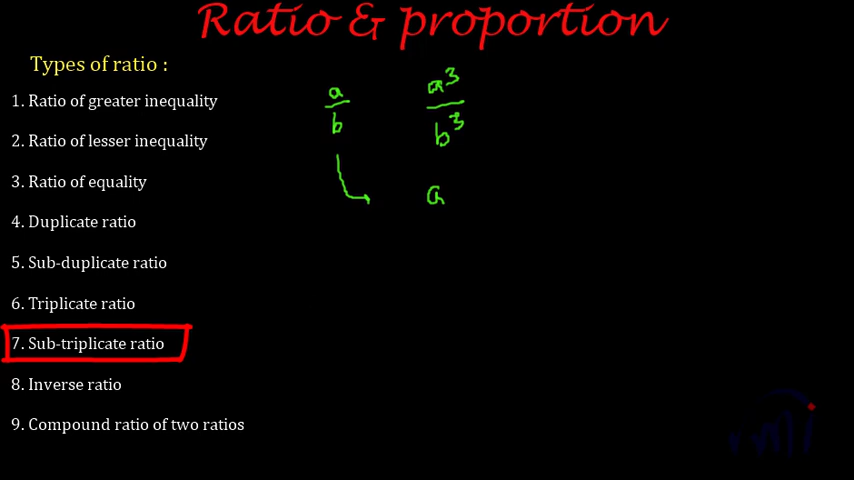 Ratio & proportion
Types of ratio :
1. Ratio of greater inequality
2. Ratio of lesser inequality
3. Ratio of equality
4. Duplicate ratio
5. Sub-duplicate ratio
6. Triplicate ratio
7. Sub-triplicate ratio
8. Inverse ratio
9. Compound ratio of two ratios
a/b
a³/b³
a